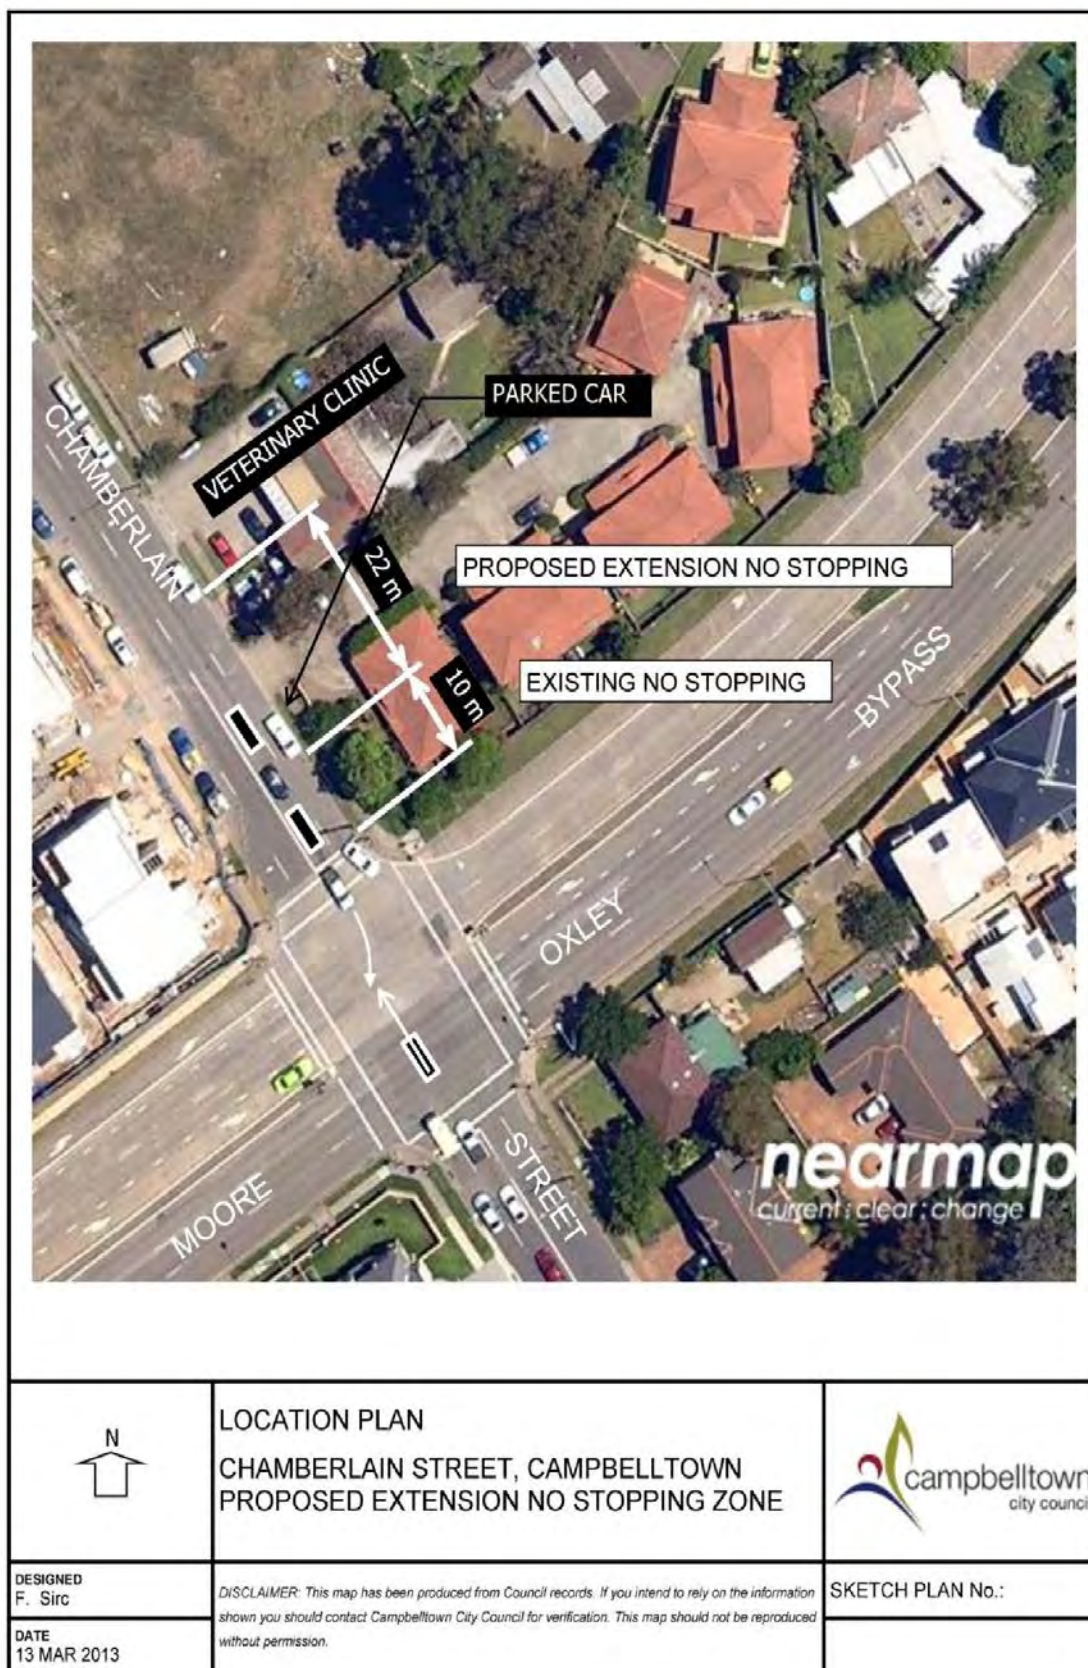 CHAMBERLAIN
VETERINARY CLINIC
PARKED CAR
22 m
PROPOSED EXTENSION NO STOPPING
10 m
EXISTING NO STOPPING
BYPASS
OXLEY
MOORE
STREET
nearmap
current:clear:change
N
LOCATION PLAN
CHAMBERLAIN STREET, CAMPBELLTOWN
PROPOSED EXTENSION NO STOPPING ZONE
campbelltown
city council
DESIGNED
F. Sirc
DATE
13 MAR 2013
DISCLAIMER: This map has been produced from Council records. If you intend to rely on the information
shown you should contact Campbelltown City Council for verification. This map should not be reproduced
without permission.
SKETCH PLAN No.: